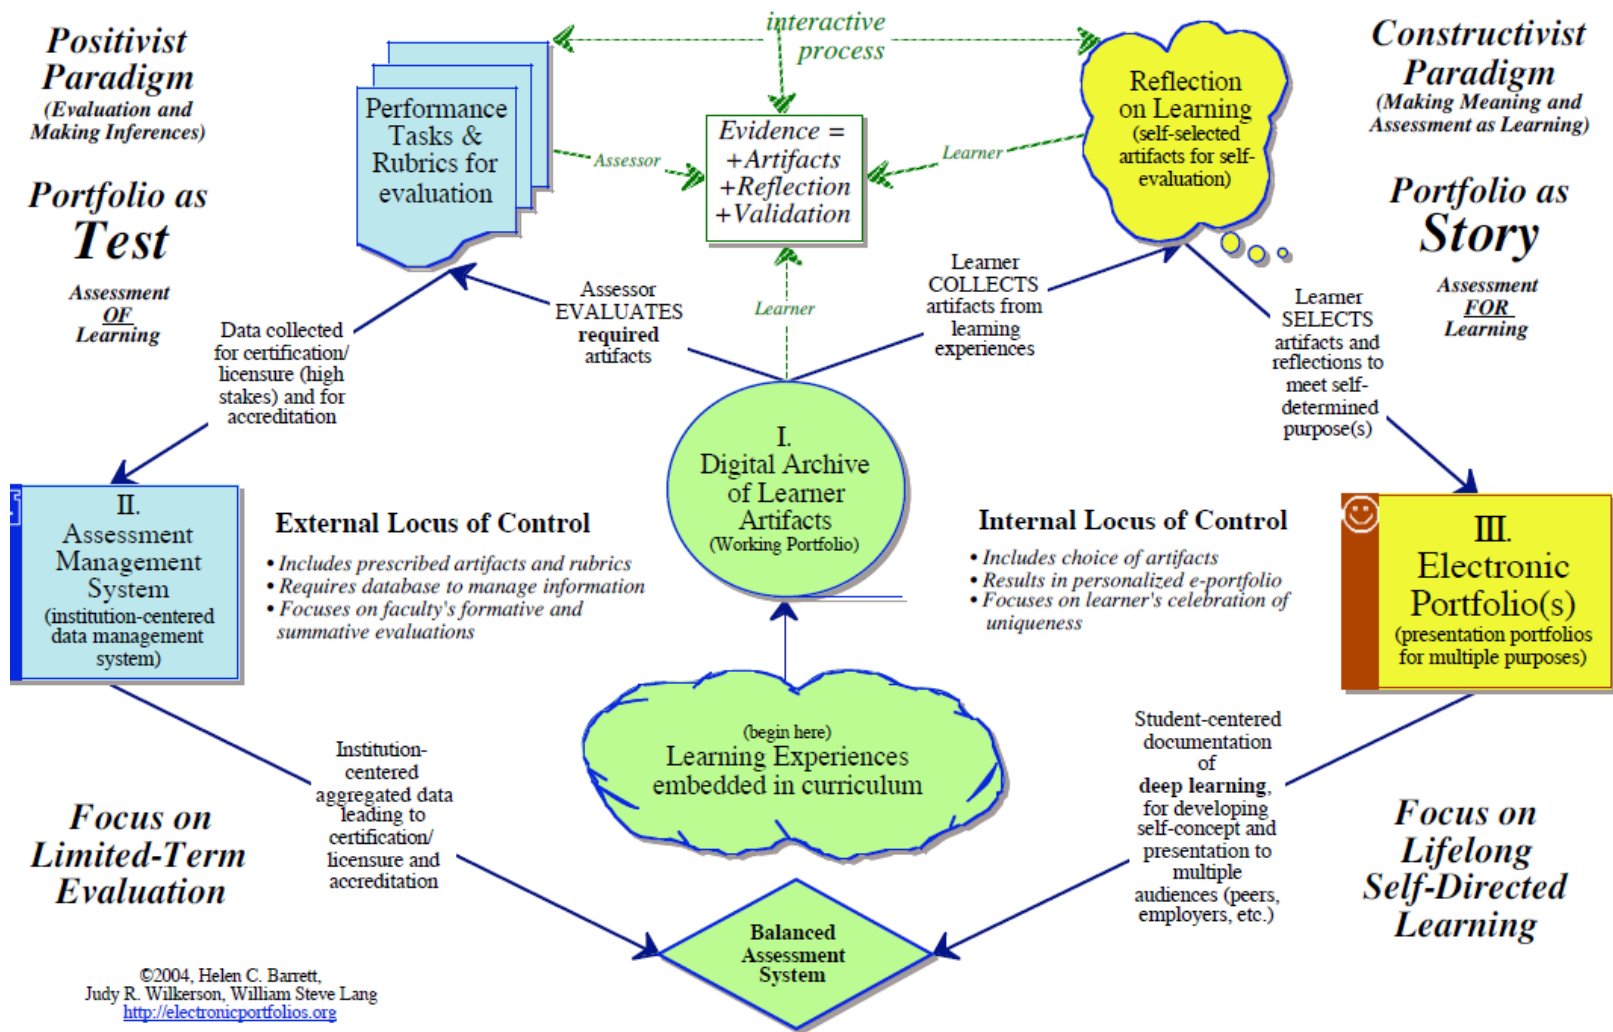 Positivist
Paradigm
(Evaluation and
Making Inferences)
Portfolio as
Test
Assessment
OF
Learning
interactive
process
Constructivist
Paradigm
(Making Meaning and
Assessment as Learning)
Portfolio as
Story
Assessment
FOR
Learning
Performance
Tasks &
Rubrics for
evaluation
Assessor
Evidence =
+Artifacts
+Reflection
+Validation
Learner
Reflection
on Learning
(self-selected
artifacts for self-
evaluation)
Data collected
for certification/
licensure (high
stakes) and for
accreditation
Assessor
EVALUATES
required
artifacts
Learner
Learner
COLLECTS
artifacts from
learning
experiences
Learner
SELECTS
artifacts and
reflections to
meet self-
determined
purpose(s)
I.
Digital Archive
of Learner
Artifacts
(Working Portfolio)
II.
Assessment
Management
System
(institution-centered
data management
system)
External Locus of Control
• Includes prescribed artifacts and rubrics
• Requires database to manage information
• Focuses on faculty's formative and
summative evaluations
Internal Locus of Control
• Includes choice of artifacts
• Results in personalized e-portfolio
• Focuses on learner's celebration of
uniqueness
III.
Electronic
Portfolio(s)
(presentation portfolios
for multiple purposes)
(begin here)
Learning Experiences
embedded in curriculum
Institution-
centered
aggregated data
leading to
certification/
licensure and
accreditation
Student-centered
documentation
of
deep learning,
for developing
self-concept and
presentation to
multiple
audiences (peers,
employers, etc.)
Focus on
Limited-Term
Evaluation
Focus on
Lifelong
Self-Directed
Learning
Balanced
Assessment
System
©2004, Helen C. Barrett,
Judy R. Wilkerson, William Steve Lang
http://electronicportfolios.org